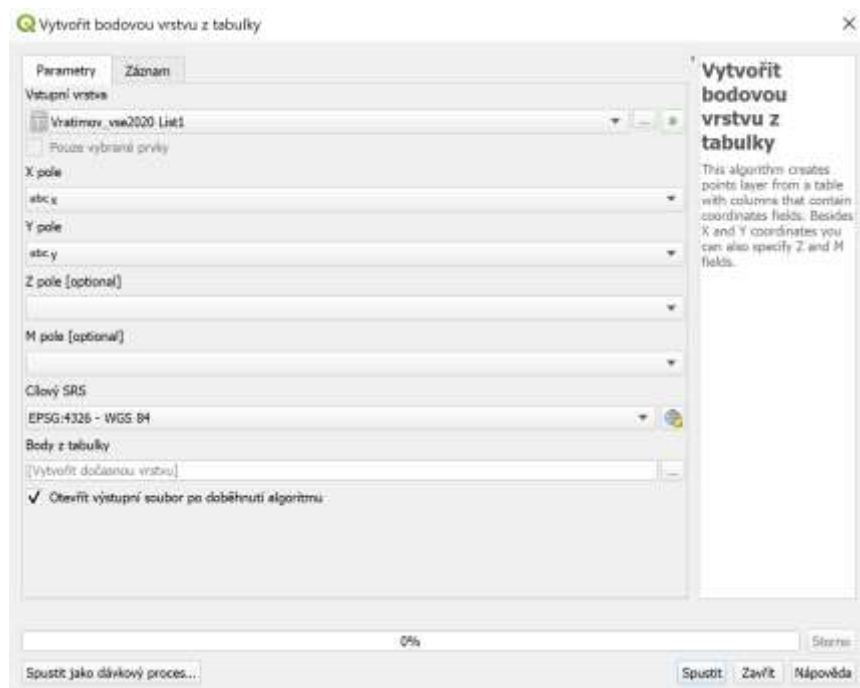 Vytvořit bodovou vrstvu z tabulky
Parametry
Záznam
Vstupní vrstva
Vratimov_vse2020 List1
...
Pouze vybrané prvky
X pole
abc x
Y pole
abc y
Z pole [optional]
M pole [optional]
Cílový SRS
EPSG:4326 - WGS 84
Body z tabulky
[Vytvořit dočasnou vrstvu]
...
✓ Otevřít výstupní soubor po doběhnutí algoritmu
Vytvořit
bodovou
vrstvu z
tabulky
This algorithm creates
points layer from a table
with columns that contain
coordinates fields. Besides
X and Y coordinates you
can also specify Z and M
fields.
0%
Storno
Spustit jako dávkový proces...
Spustit
Zavřít
Nápověda